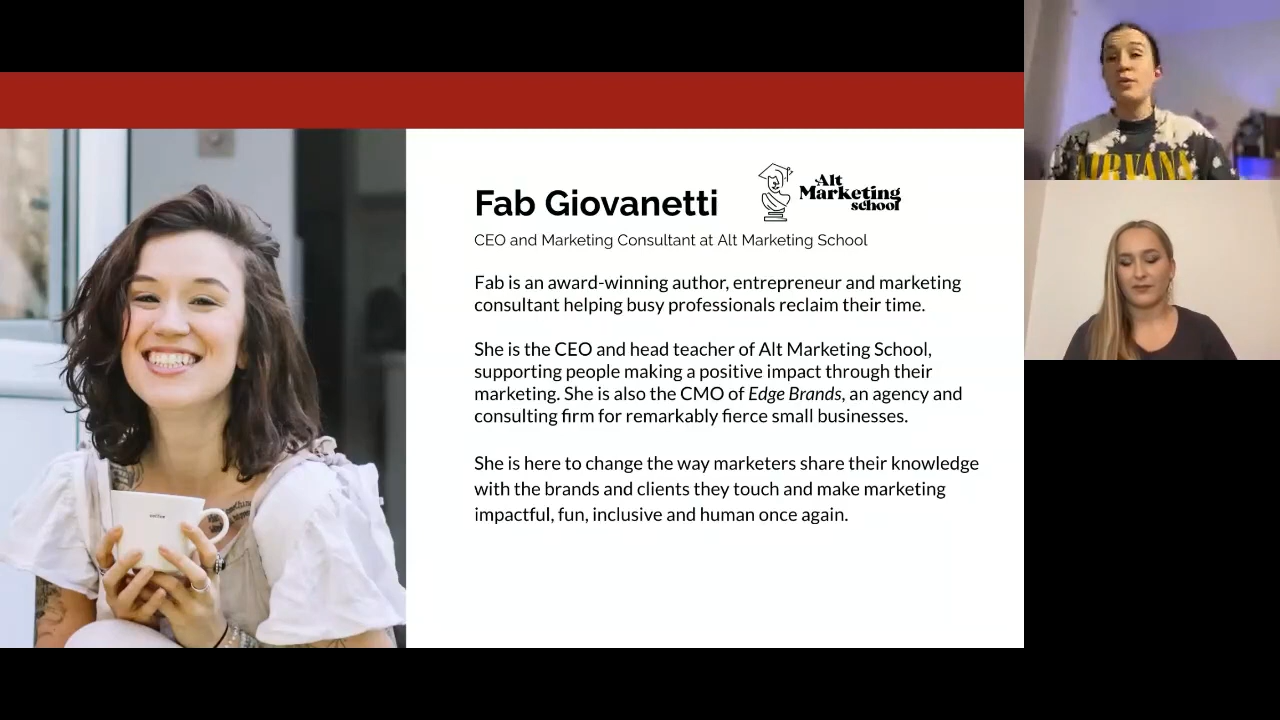 Fab Giovanetti
Alt
Marketing
school
CEO and Marketing Consultant at Alt Marketing School
Fab is an award-winning author, entrepreneur and marketing
consultant helping busy professionals reclaim their time.
She is the CEO and head teacher of Alt Marketing School,
supporting people making a positive impact through their
marketing. She is also the CMO of Edge Brands, an agency and
consulting firm for remarkably fierce small businesses.
She is here to change the way marketers share their knowledge
with the brands and clients they touch and make marketing
impactful, fun, inclusive and human once again.
NIRVANA